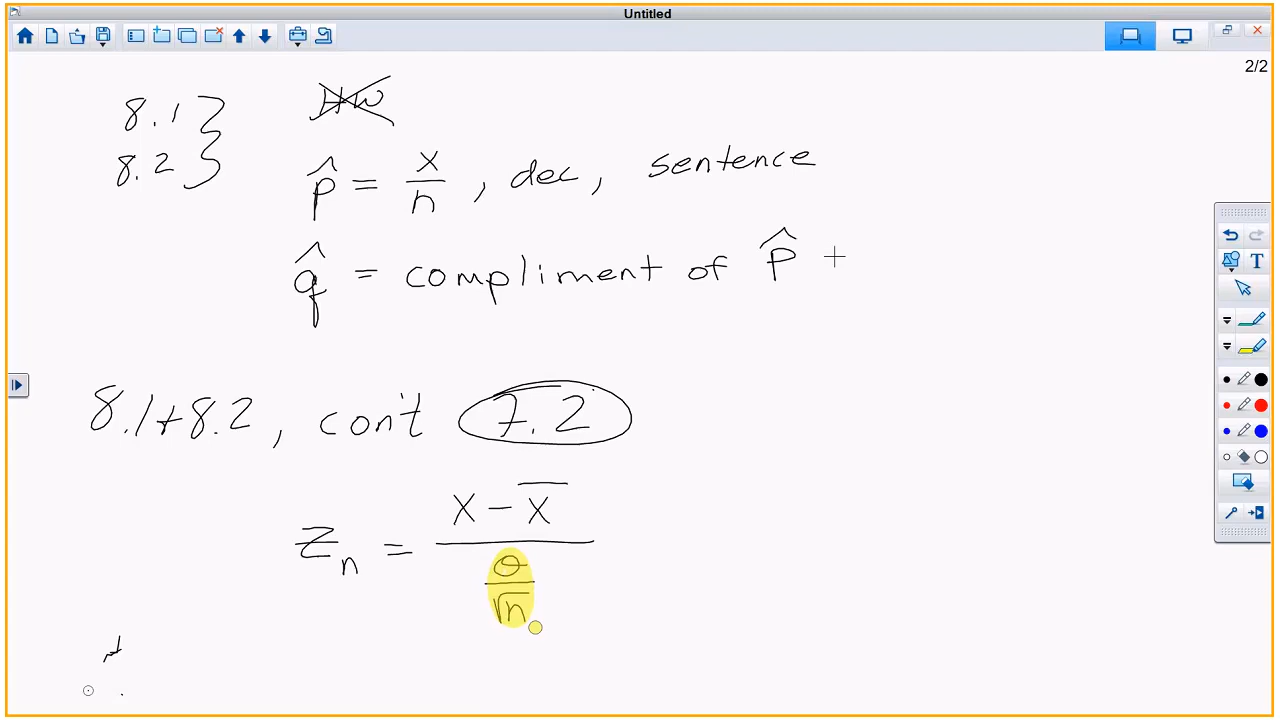 Untitled
2/2
8.1 } HW
8.2
p̂ = x/n , dec, sentence
q̂ = compliment of p̂ +
8.1+8.2, con't 7.2
Zn = (X - X̄) / (σ/√n)
T